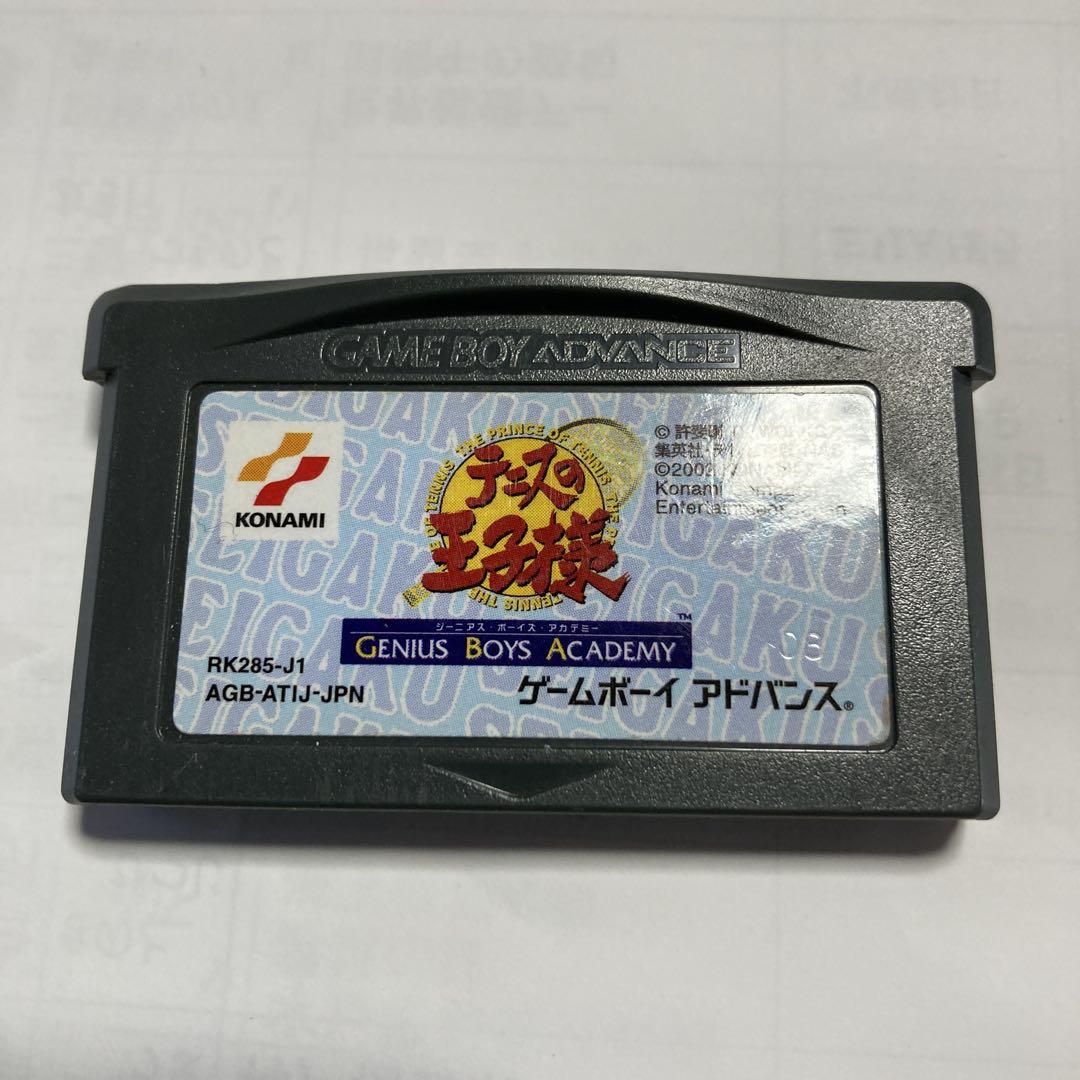 GAME BOY ADVANCE
KONAMI
THE PRINCE OF TENNIS
テニスの
王子様
ジーニアス・ボーイズ・アカデミー
GENIUS BOYS ACADEMY
TM
© 許斐剛
集英社・
©2002
Konami
RK285-J1
AGB-ATIJ-JPN
ゲームボーイ アドバンス®
SEIGAKU
08